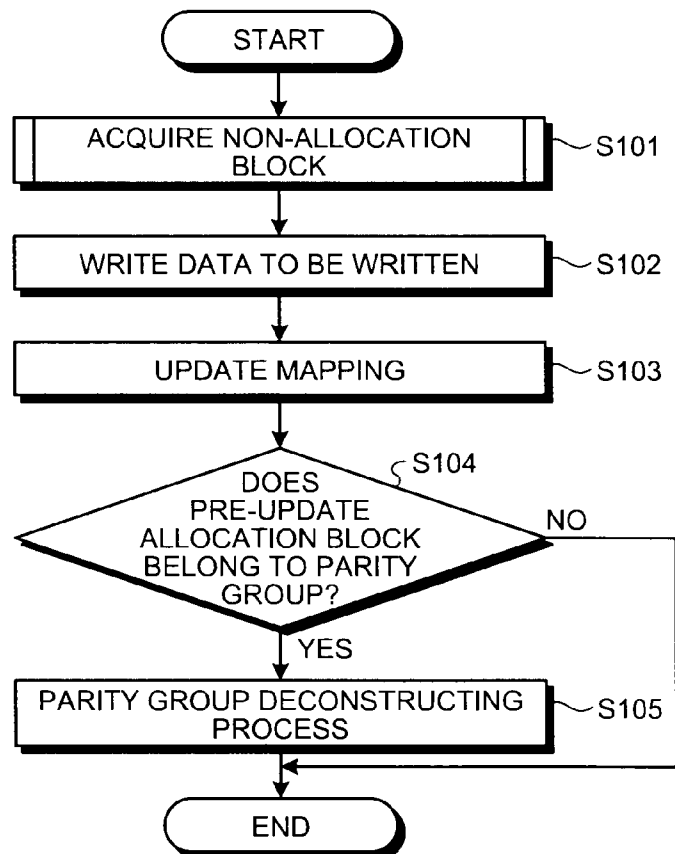 START
ACQUIRE NON-ALLOCATION
BLOCK
S101
WRITE DATA TO BE WRITTEN
S102
UPDATE MAPPING
S103
S104
DOES
PRE-UPDATE
ALLOCATION BLOCK
BELONG TO PARITY
GROUP?
NO
YES
PARITY GROUP DECONSTRUCTING
PROCESS
S105
END